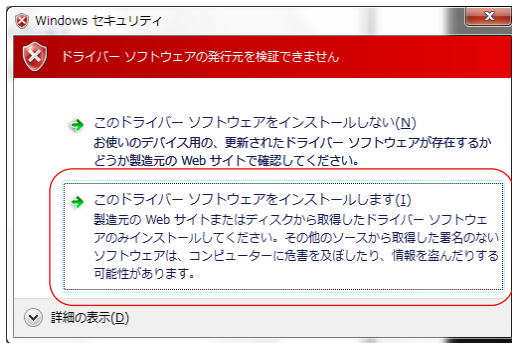 Windows セキュリティ
ドライバー ソフトウェアの発行元を検証できません
このドライバー ソフトウェアをインストールしない(N)
お使いのデバイス用の、更新されたドライバー ソフトウェアが存在するか
どうか製造元の Web サイトで確認してください。
このドライバー ソフトウェアをインストールします(I)
製造元の Web サイトまたはディスクから取得したドライバー ソフトウェ
アのみインストールしてください。その他のソースから取得した署名のない
ソフトウェアは、コンピューターに危害を及ぼしたり、情報を盗んだりする
可能性があります。
詳細の表示(D)